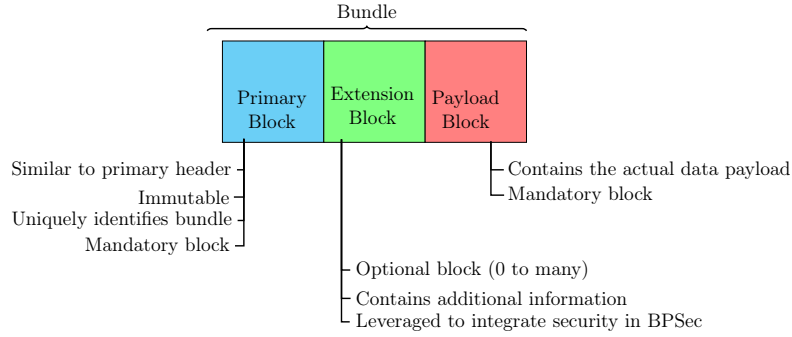 Bundle
Primary
Block
Extension
Block
Payload
Block
Similar to primary header
Immutable
Uniquely identifies bundle
Mandatory block
Contains the actual data payload
Mandatory block
Optional block (0 to many)
Contains additional information
Leveraged to integrate security in BPSec